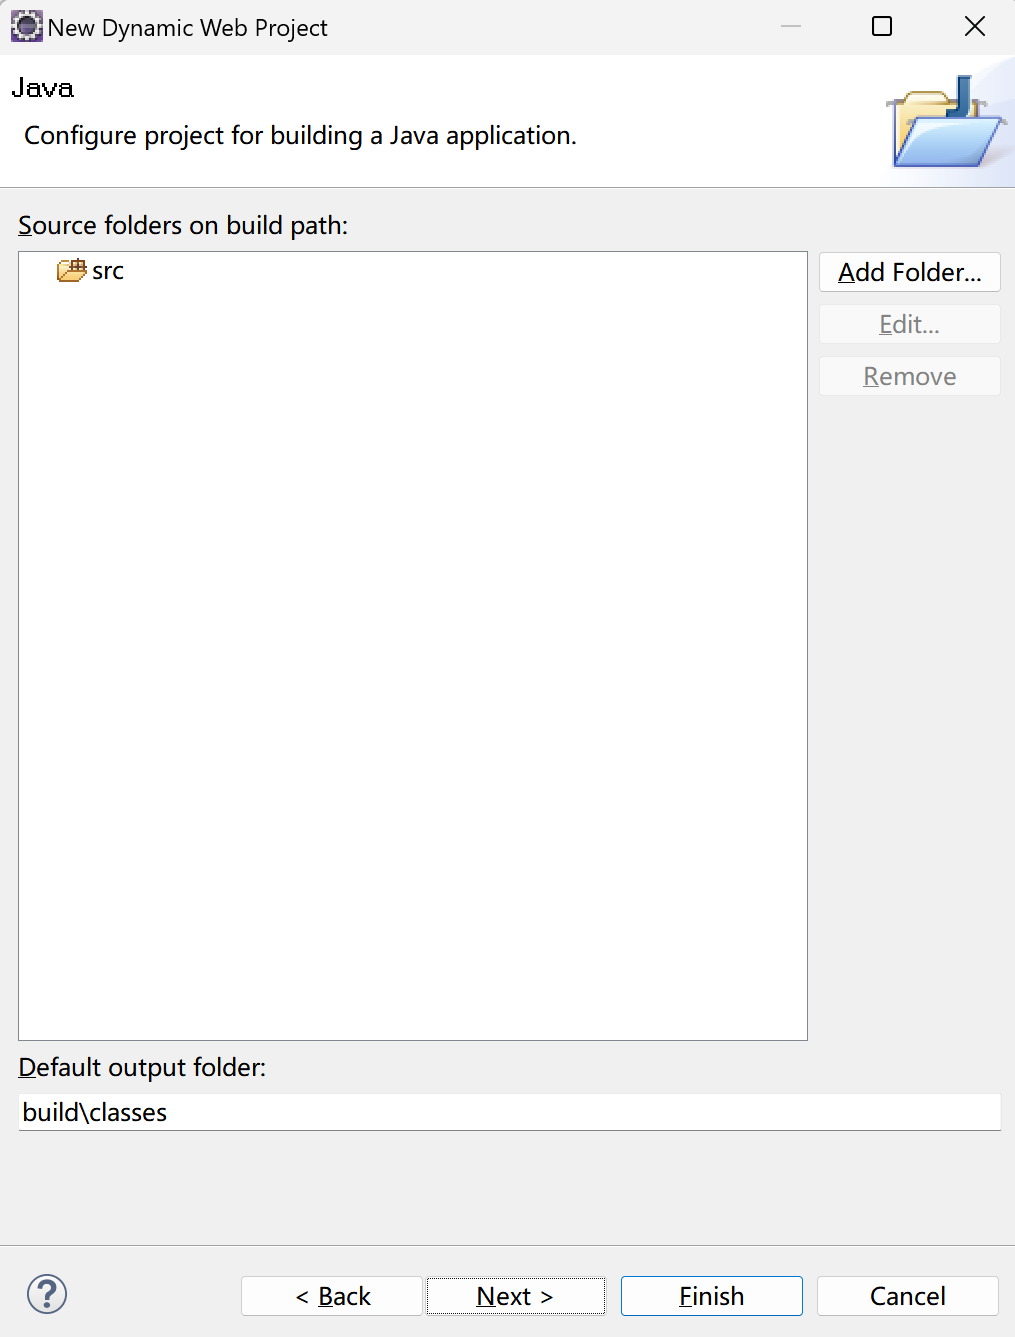 New Dynamic Web Project
Java
Configure project for building a Java application.
Source folders on build path:
src
Add Folder...
Edit...
Remove
Default output folder:
build\classes
?
< Back
Next >
Finish
Cancel